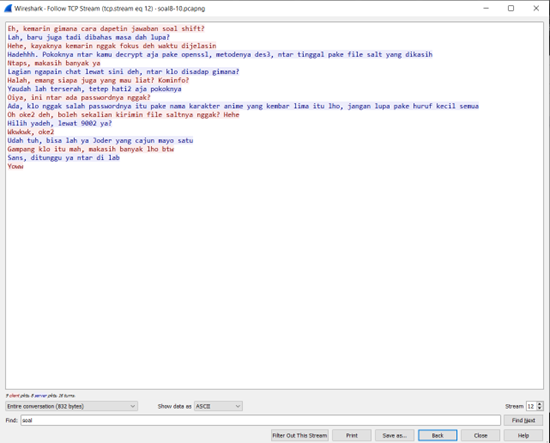 Wireshark - Follow TCP Stream (tcp.stream eq 12) - soal8-10.pcapng
Eh, kemarin gimana cara dapetin jawaban soal shift?
Lah, baru juga tadi dibahas masa dah lupa?
Hehe, kayaknya kemarin nggak fokus deh waktu dijelasin
Hadehhh. Pokoknya ntar kamu decrypt aja pake openssl, metodenya des3, ntar tinggal pake file salt yang dikasih
Ntaps, makasih banyak ya
Lagian ngapain chat lewat sini deh, ntar klo disadap gimana?
Halah, emang siapa juga yang mau liat? Kominfo?
Yaudah lah terserah, tetep hati2 aja pokoknya
Oiya, ini ntar ada passwordnya nggak?
Ada, klo nggak salah passwordnya itu pake nama karakter anime yang kembar lima itu lho, jangan lupa pake huruf kecil semua
Oh oke2 deh, boleh sekalian kirimin file saltnya nggak? Hehe
Hilih yadeh, lewat 9002 ya?
Wkwkwk, oke2
Udah tuh, bisa lah ya Joder yang cajun mayo satu
Gampang klo itu mah, makasih banyak lho btw
Sans, ditunggu ya ntar di lab
Yoww
8 client pkts, 8 server pkts, 16 turns.
Entire conversation (832 bytes)
Show data as ASCII
Stream 12
Find: soal
Find Next
Filter Out This Stream
Print
Save as...
Back
Close
Help